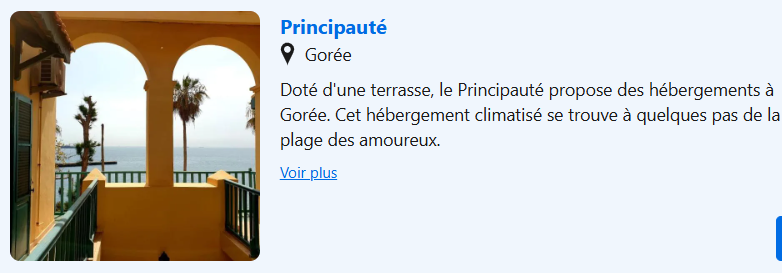 Principauté
Gorée
Doté d'une terrasse, le Principauté propose des hébergements à
Gorée. Cet hébergement climatisé se trouve à quelques pas de la
plage des amoureux.
Voir plus